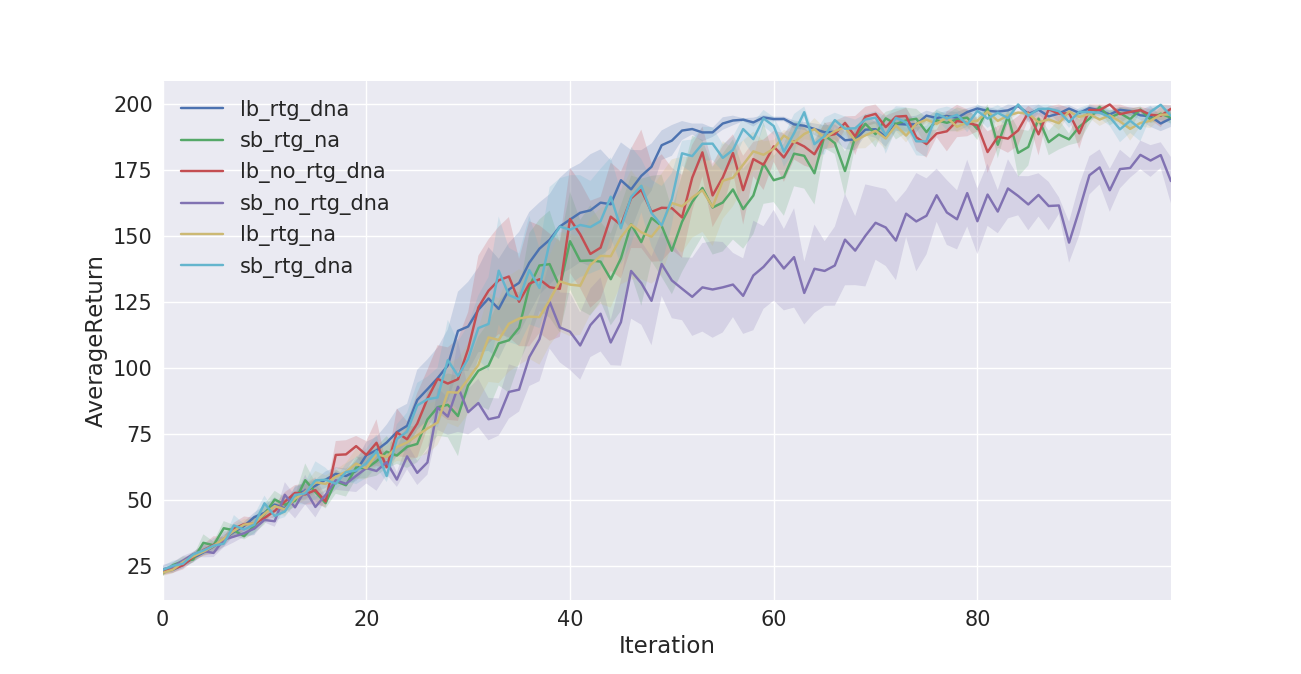 200
175
150
125
100
75
50
25
0
20
40
60
80
AverageReturn
Iteration
lb_rtg_dna
sb_rtg_na
lb_no_rtg_dna
sb_no_rtg_dna
lb_rtg_na
sb_rtg_dna